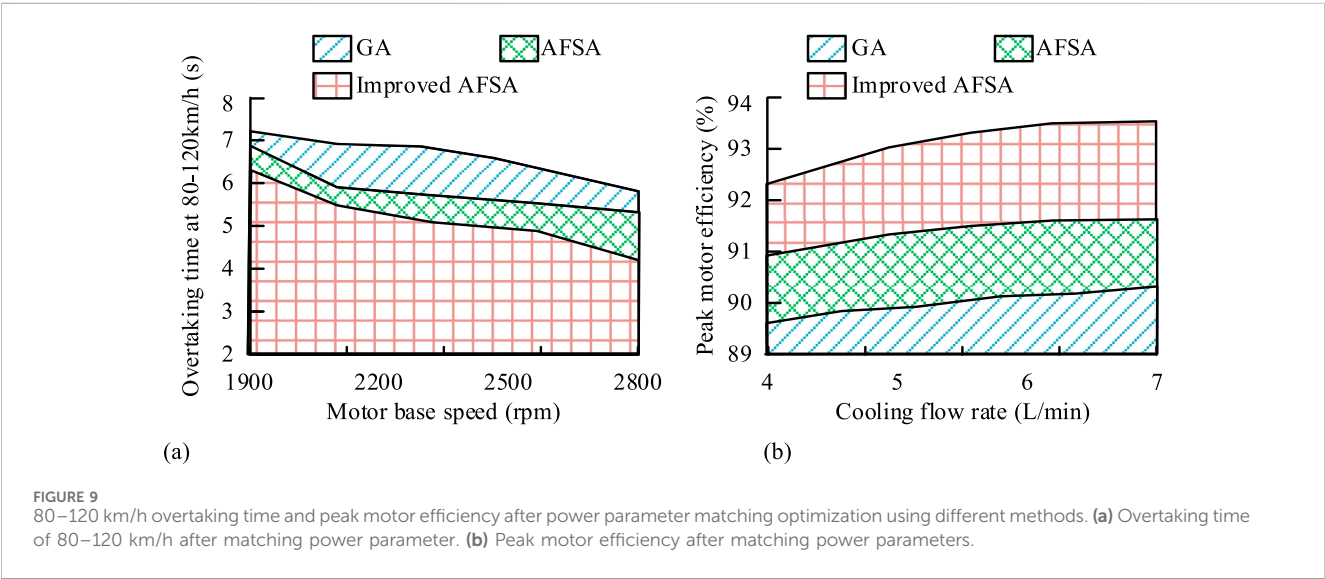 GA
AFSA
Improved AFSA
Overtaking time at 80-120km/h (s)
8
7
6
5
4
3
2
1900
2200
2500
2800
Motor base speed (rpm)
(a)
GA
AFSA
Improved AFSA
Peak motor efficiency (%)
94
93
92
91
90
89
4
5
6
7
Cooling flow rate (L/min)
(b)
FIGURE 9
80–120 km/h overtaking time and peak motor efficiency after power parameter matching optimization using different methods. (a) Overtaking time
of 80–120 km/h after matching power parameter. (b) Peak motor efficiency after matching power parameters.